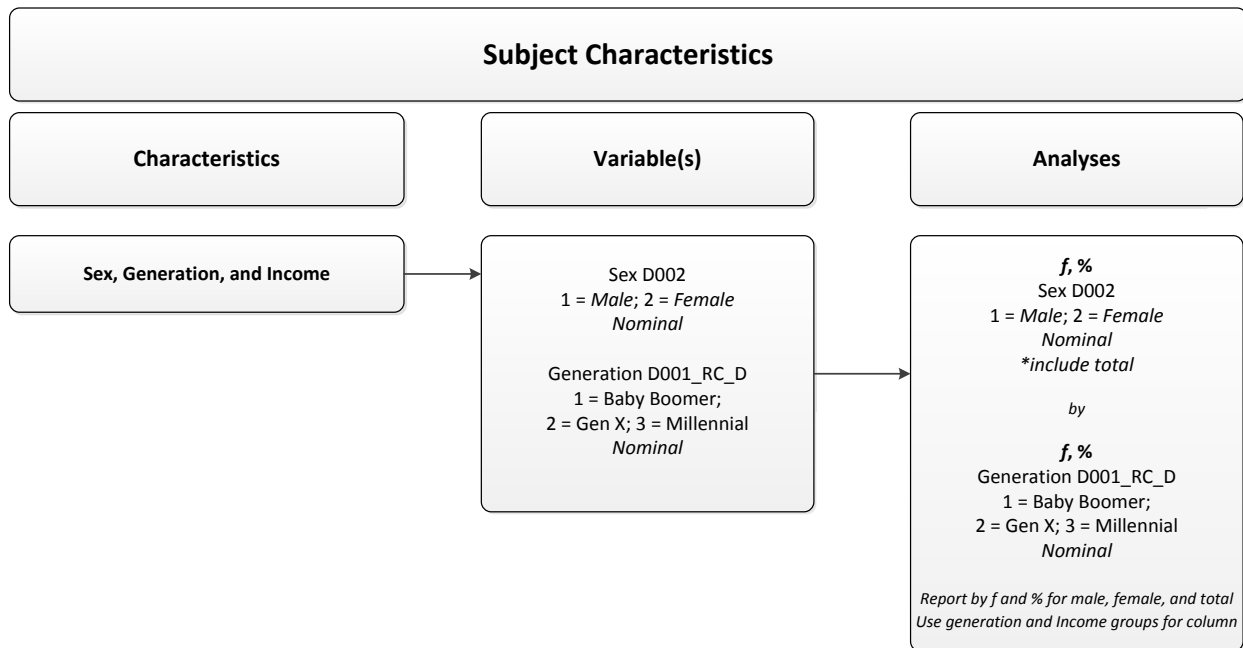 Subject Characteristics
Characteristics
Variable(s)
Analyses
Sex, Generation, and Income
Sex D002
1 = Male; 2 = Female
Nominal
Generation D001_RC_D
1 = Baby Boomer;
2 = Gen X; 3 = Millennial
Nominal
f, %
Sex D002
1 = Male; 2 = Female
Nominal
*include total
by
f, %
Generation D001_RC_D
1 = Baby Boomer;
2 = Gen X; 3 = Millennial
Nominal
Report by f and % for male, female, and total
Use generation and Income groups for column